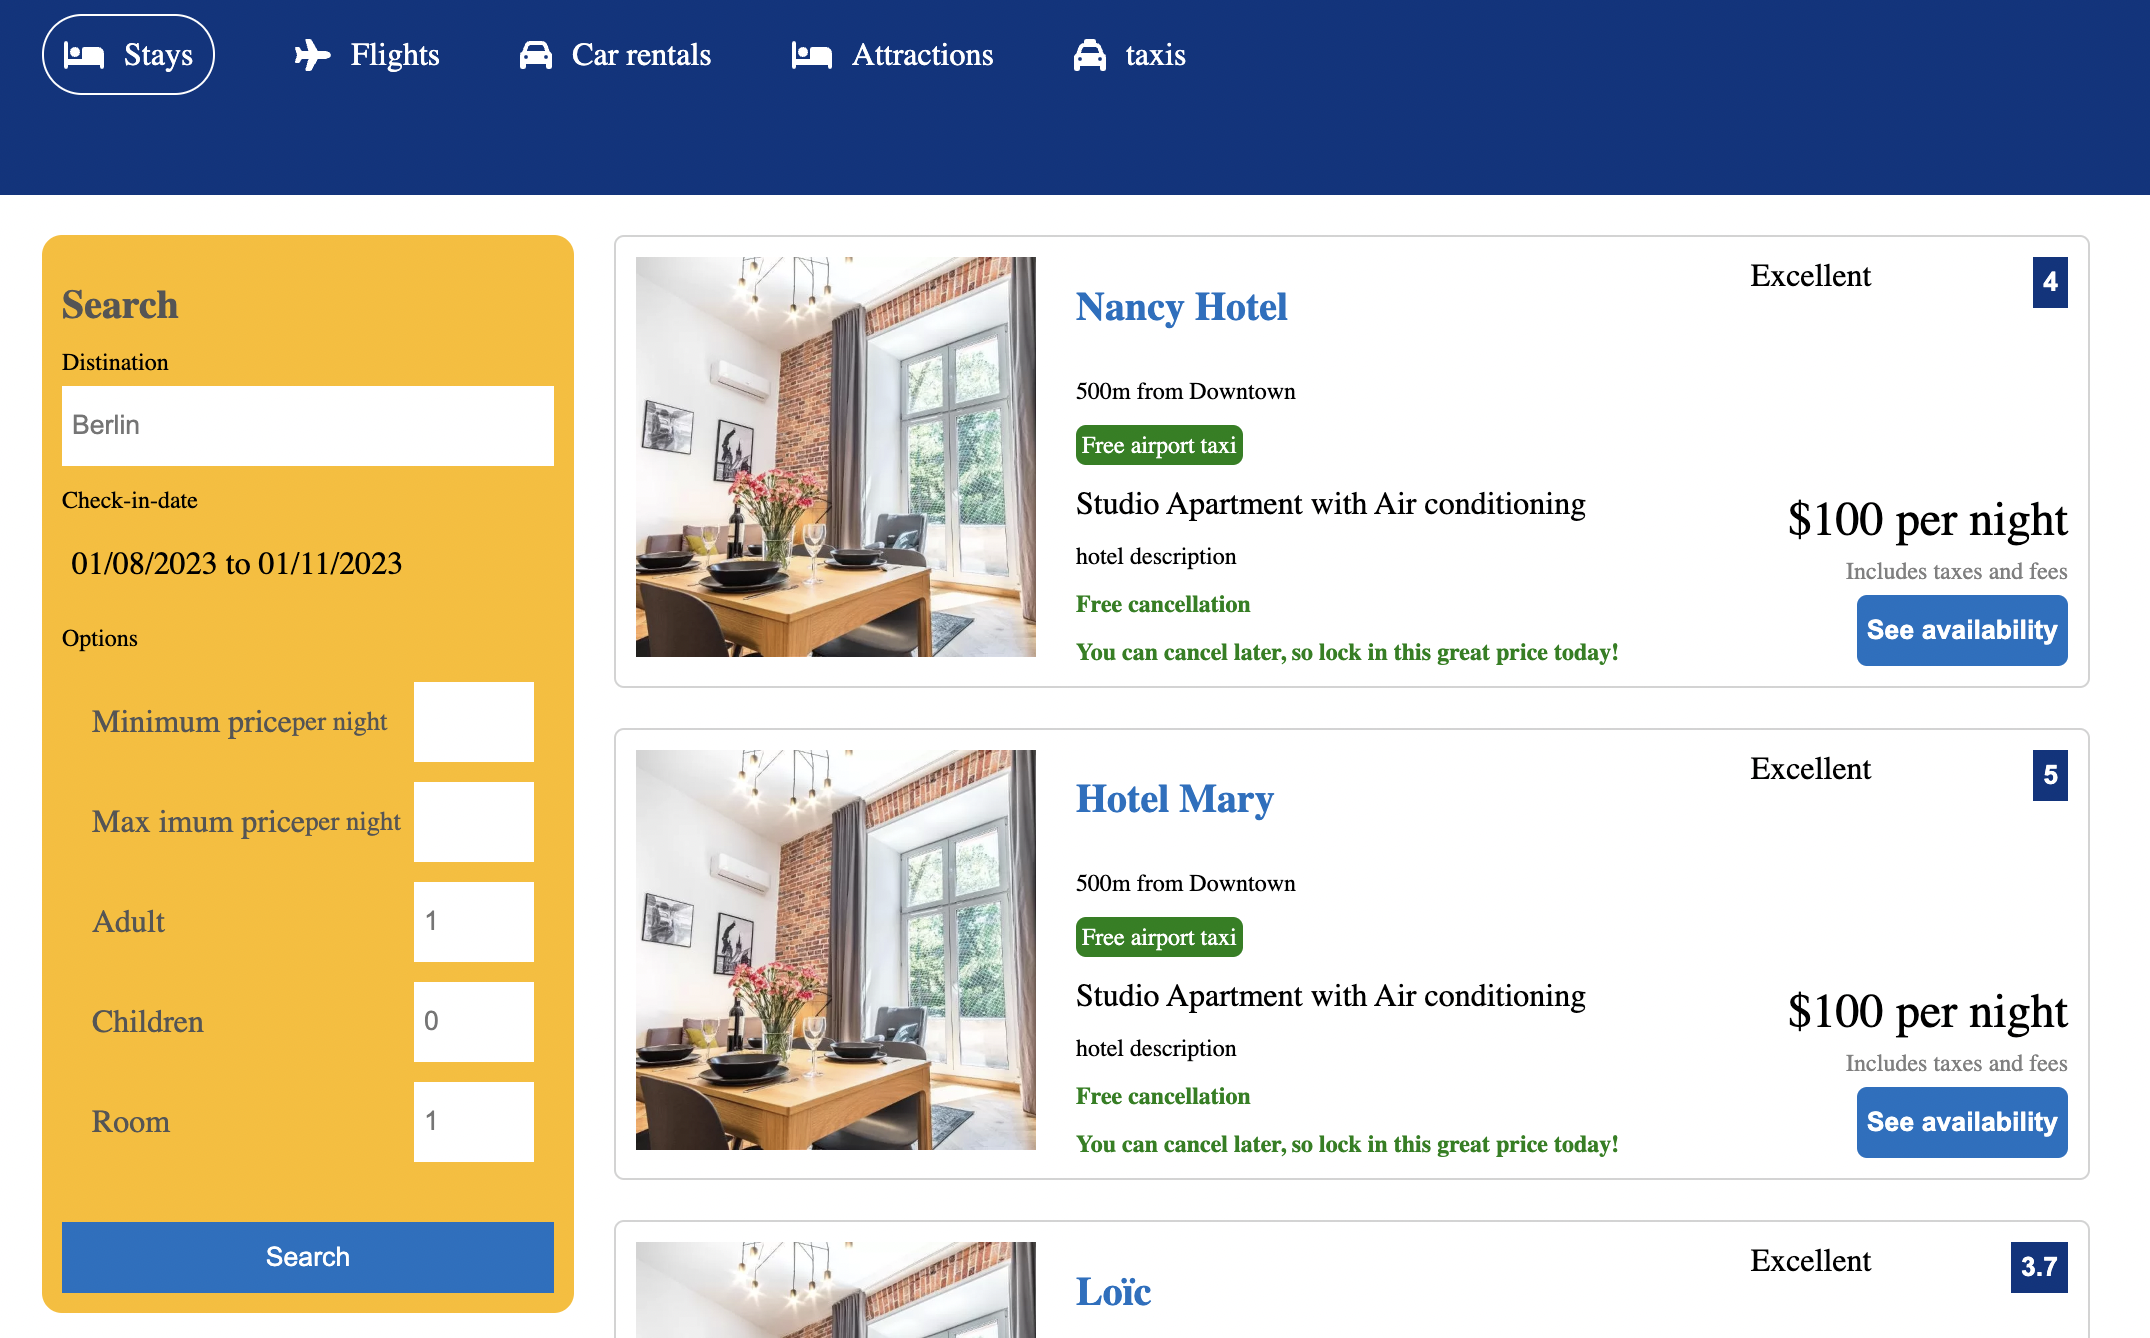 Stays Flights Car rentals Attractions taxis
Search
Distination
Berlin
Check-in-date
01/08/2023 to 01/11/2023
Options
Minimum priceper night
Max imum priceper night
Adult 1
Children 0
Room 1
Search
Nancy Hotel
Excellent 4
500m from Downtown
Free airport taxi
Studio Apartment with Air conditioning
hotel description
Free cancellation
You can cancel later, so lock in this great price today!
$100 per night
Includes taxes and fees
See availability
Hotel Mary
Excellent 5
500m from Downtown
Free airport taxi
Studio Apartment with Air conditioning
hotel description
Free cancellation
You can cancel later, so lock in this great price today!
$100 per night
Includes taxes and fees
See availability
Loïc
Excellent 3.7